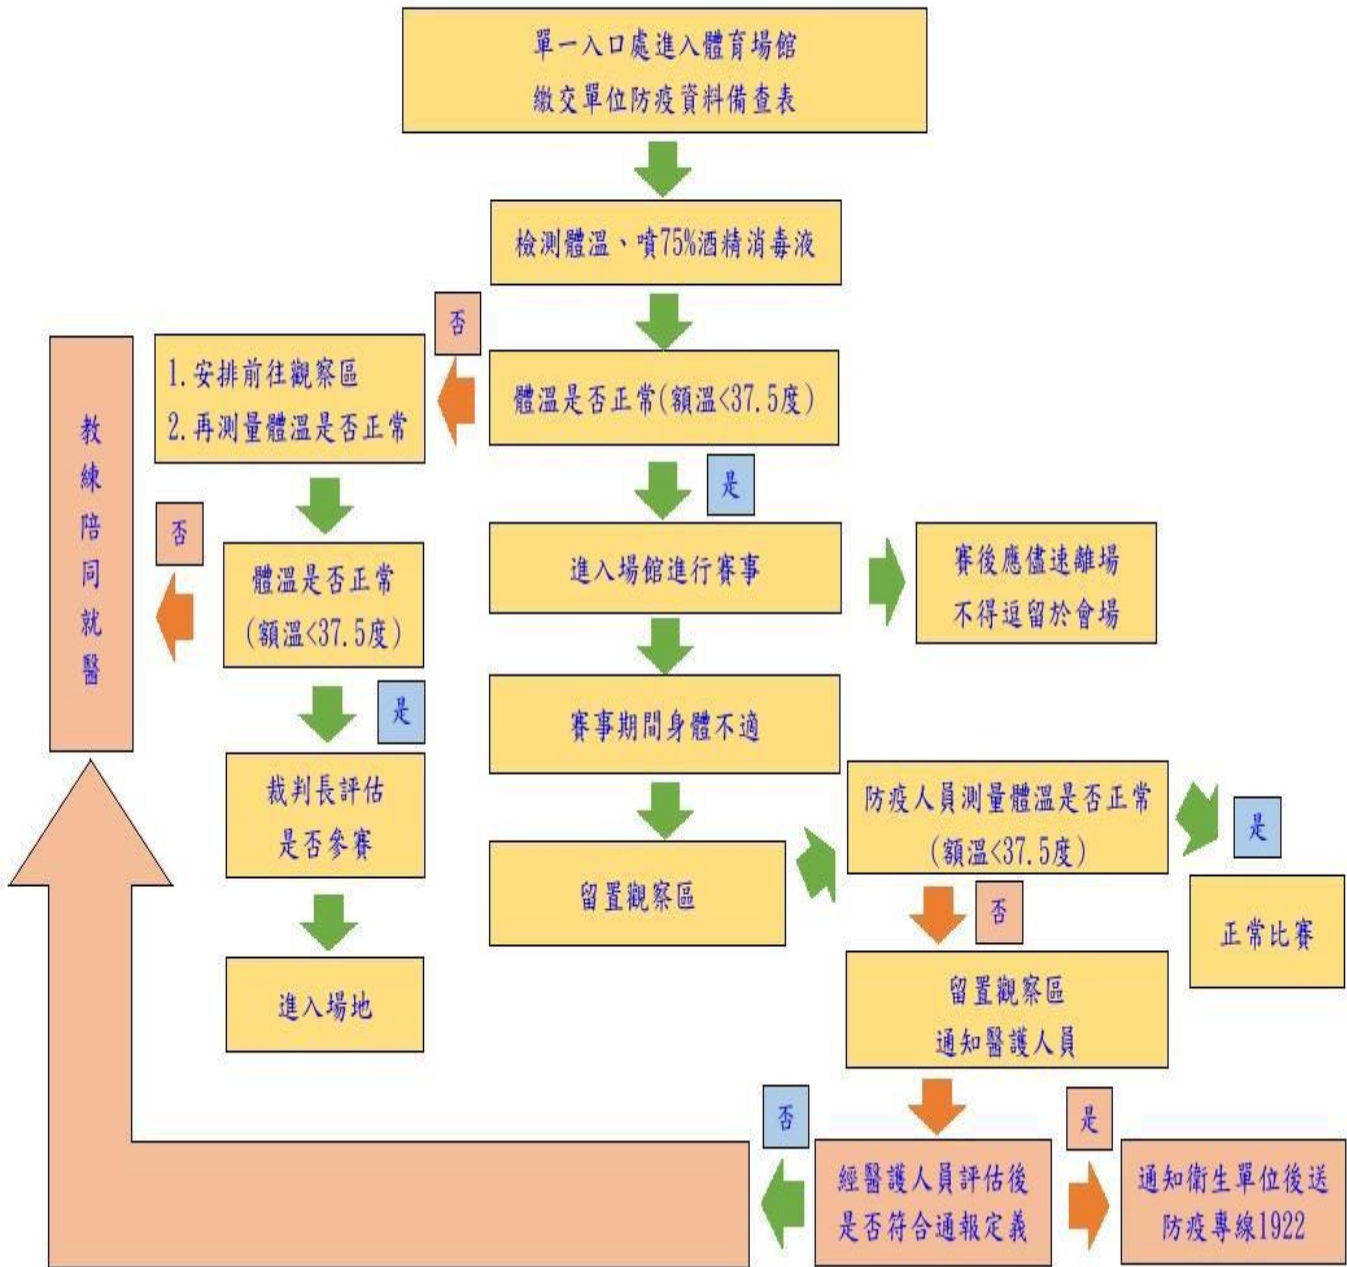 單一入口處進入體育場館
繳交單位防疫資料備查表
檢測體溫、噴75%酒精消毒液
否
體溫是否正常(額溫<37.5度)
1.安排前往觀察區
2.再測量體溫是否正常
教
練
陪
同
就
醫
是
否
體溫是否正常
(額溫<37.5度)
進入場館進行賽事
賽後應儘速離場
不得逗留於會場
是
裁判長評估
是否參賽
進入場地
賽事期間身體不適
留置觀察區
防疫人員測量體溫是否正常
(額溫<37.5度)
是
正常比賽
否
留置觀察區
通知醫護人員
否
經醫護人員評估後
是否符合通報定義
是
通知衛生單位後送
防疫專線1922